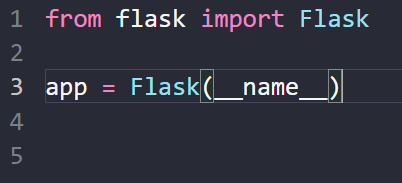 1 from flask import Flask
2
3 app = Flask(__name__)
4
5